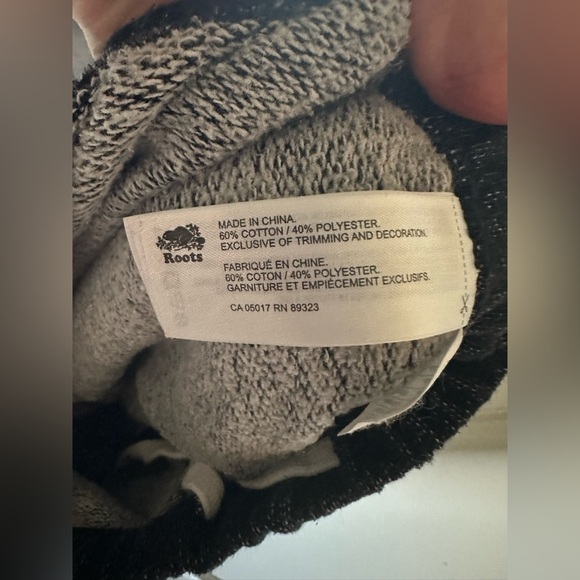 Roots
MADE IN CHINA.
60% COTTON / 40% POLYESTER.
EXCLUSIVE OF TRIMMING AND DECORATION.
FABRIQUÉ EN CHINE.
60% COTON / 40% POLYESTER.
GARNITURE ET EMPIÈCEMENT EXCLUSIFS.
CA 05017 RN 89323